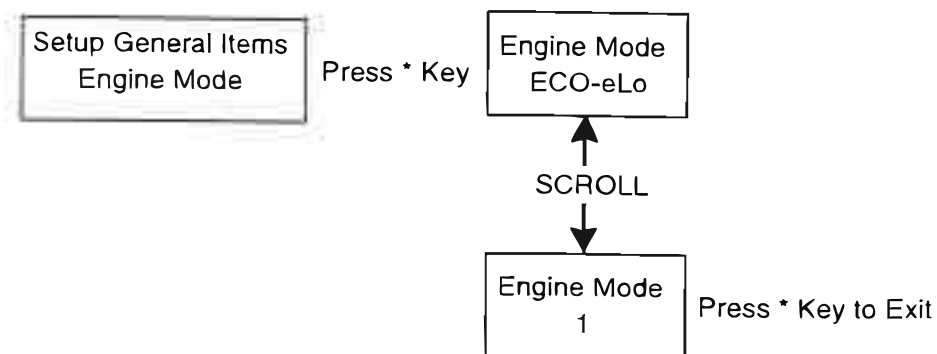 Setup General Items
Engine Mode
Press * Key
Engine Mode
ECO-eLo
SCROLL
Engine Mode
1
Press * Key to Exit